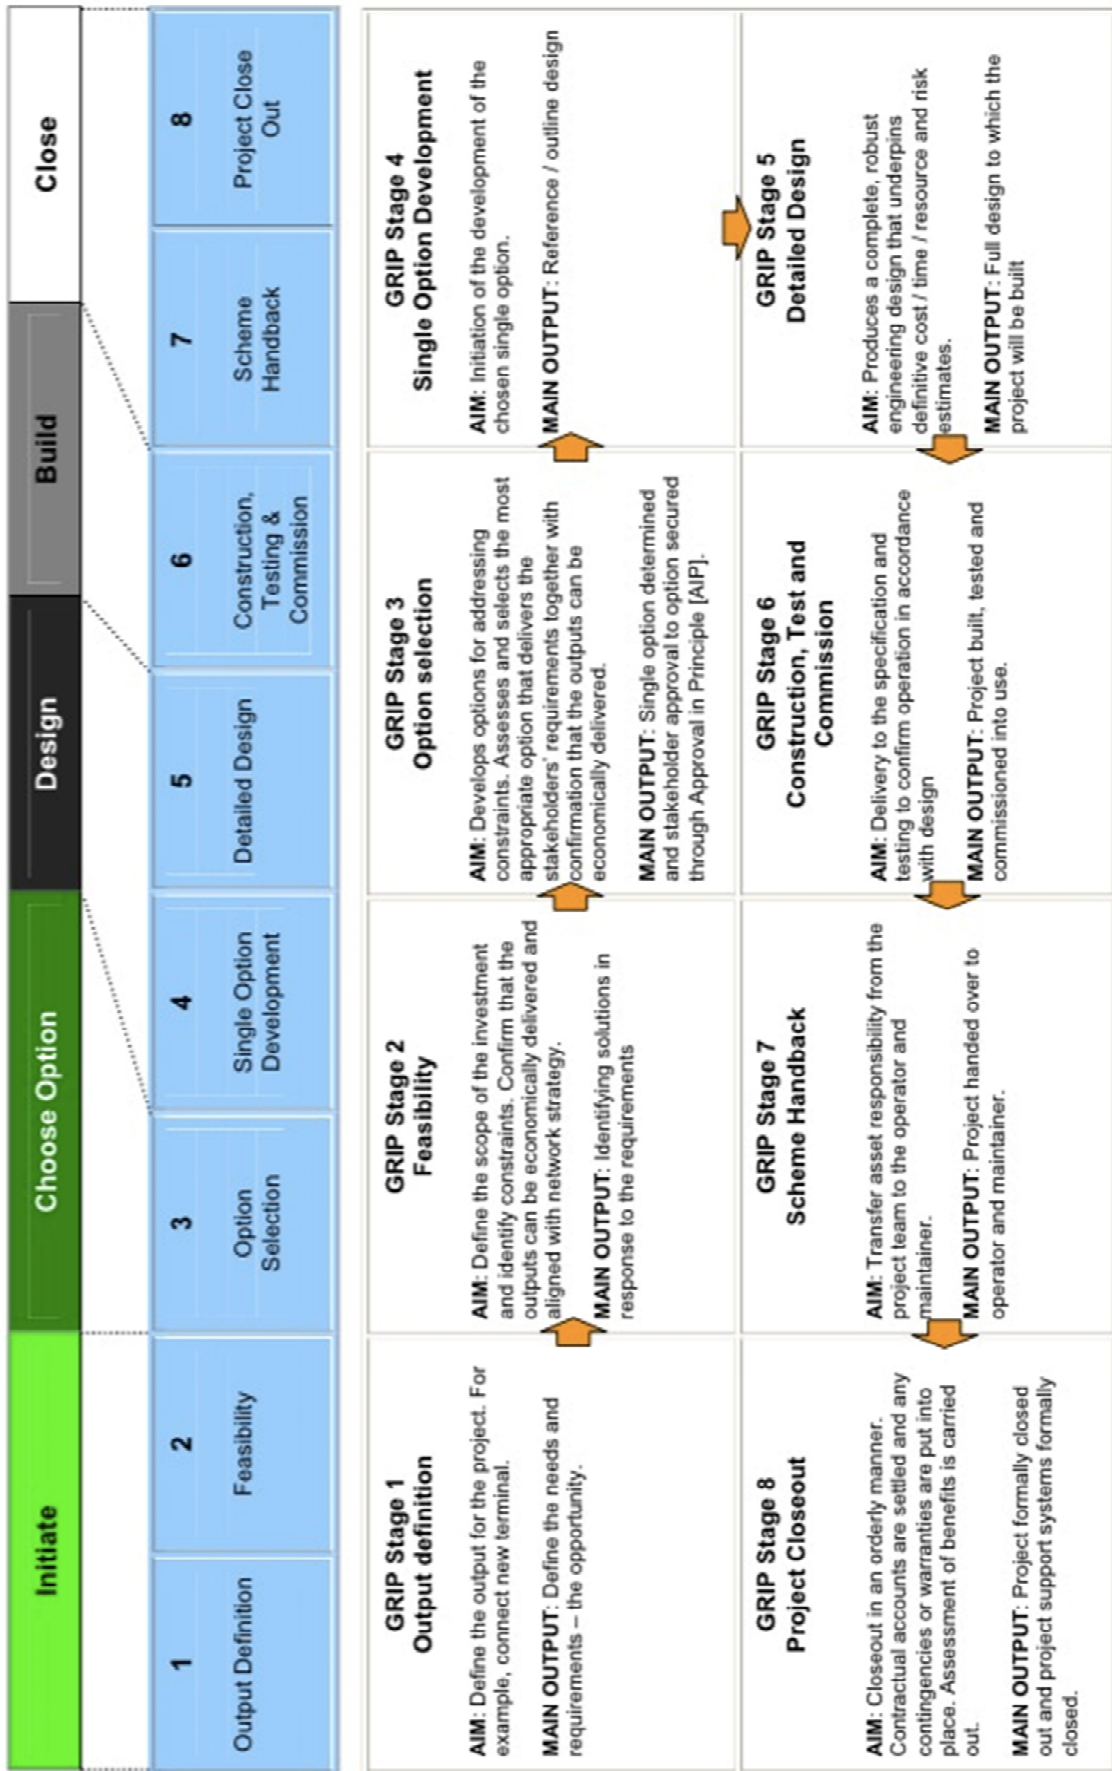 Initiate
Choose Option
Design
Build
Close
1
Output Definition
2
Feasibility
3
Option
Selection
4
Single Option
Development
5
Detailed Design
6
Construction,
Testing &
Commission
7
Scheme
Handback
8
Project Close
Out
GRIP Stage 1
Output definition
AIM: Define the output for the project. For
example, connect new terminal.
MAIN OUTPUT: Define the needs and
requirements – the opportunity.
GRIP Stage 2
Feasibility
AIM: Define the scope of the investment
and identify constraints. Confirm that the
outputs can be economically delivered and
aligned with network strategy.
MAIN OUTPUT: Identifying solutions in
response to the requirements
GRIP Stage 3
Option selection
AIM: Develops options for addressing
constraints. Assesses and selects the most
appropriate option that delivers the
stakeholders' requirements together with
confirmation that the outputs can be
economically delivered.
MAIN OUTPUT: Single option determined
and stakeholder approval to option secured
through Approval in Principle [AIP].
GRIP Stage 4
Single Option Development
AIM: Initiation of the development of the
chosen single option.
MAIN OUTPUT: Reference / outline design
GRIP Stage 8
Project Closeout
AIM: Closeout in an orderly manner.
Contractual accounts are settled and any
contingencies or warranties are put into
place. Assessment of benefits is carried
out.
MAIN OUTPUT: Project formally closed
out and project support systems formally
closed.
GRIP Stage 7
Scheme Handback
AIM: Transfer asset responsibility from the
project team to the operator and
maintainer.
MAIN OUTPUT: Project handed over to
operator and maintainer.
GRIP Stage 6
Construction, Test and
Commission
AIM: Delivery to the specification and
testing to confirm operation in accordance
with design
MAIN OUTPUT: Project built, tested and
commissioned into use.
GRIP Stage 5
Detailed Design
AIM: Produces a complete, robust
engineering design that underpins
definitive cost / time / resource and risk
estimates.
MAIN OUTPUT: Full design to which the
project will be built